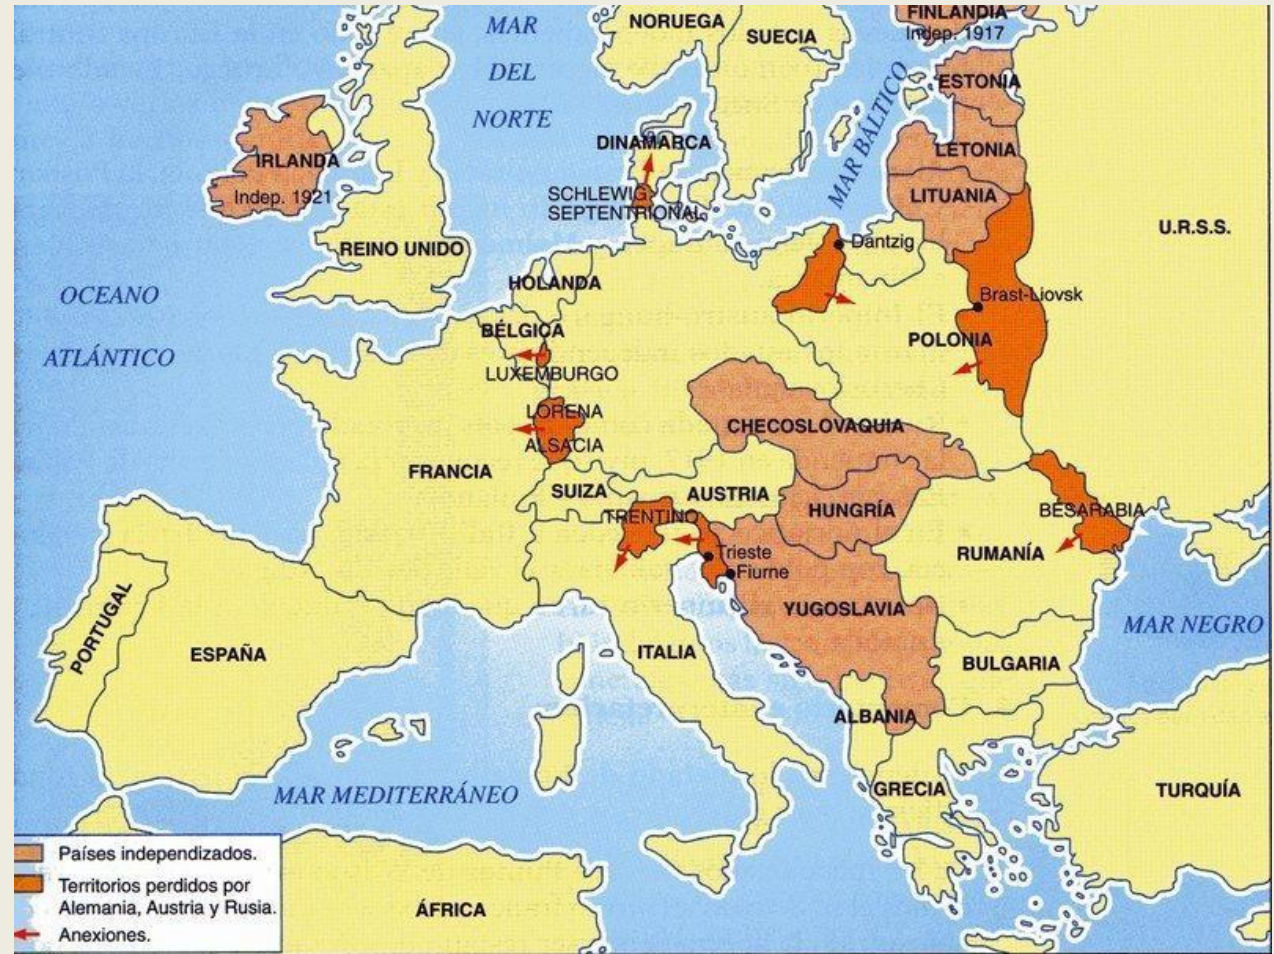 MAR
DEL
NORTE
NORUEGA
SUECIA
FINLANDIA
Indep. 1917
ESTONIA
LETONIA
LITUANIA
MAR BÁLTICO
DINAMARCA
SCHLEWIG
SEPTENTRIONAL
IRLANDA
Indep. 1921
REINO UNIDO
U.R.S.S.
Dantzig
HOLANDA
OCEANO
ATLÁNTICO
Brast-Liovsk
BÉLGICA
POLONIA
LUXEMBURGO
LORENA
ALSACIA
CHECOSLOVAQUIA
FRANCIA
SUIZA
AUSTRIA
HUNGRÍA
TRENTINO
BESARABIA
Trieste
Fiurne
RUMANÍA
YUGOSLAVIA
MAR NEGRO
PORTUGAL
ESPAÑA
ITALIA
BULGARIA
ALBANIA
MAR MEDITERRÁNEO
GRECIA
TURQUÍA
Países independizados.
Territorios perdidos por
Alemania, Austria y Rusia.
Anexiones.
ÁFRICA